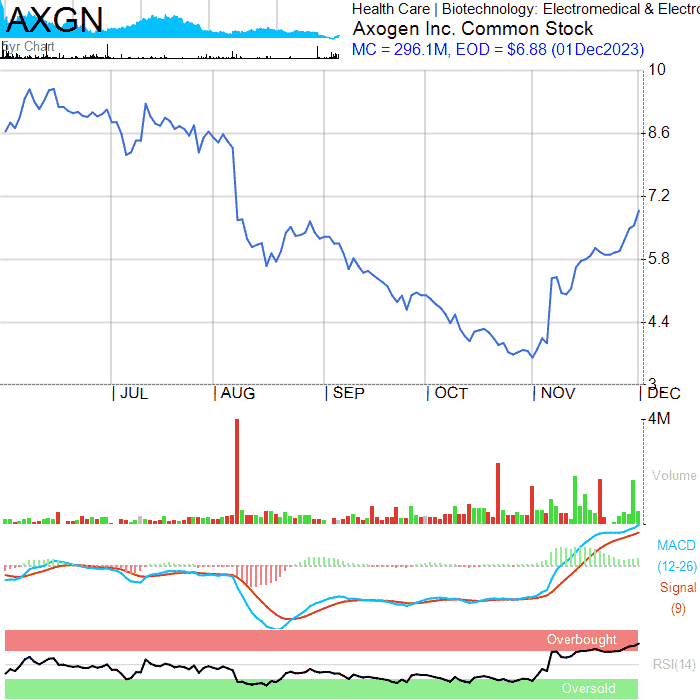 AXGN
5yr Chart
Health Care | Biotechnology: Electromedical & Electro
Axogen Inc. Common Stock
MC = 296.1M, EOD = $6.88 (01Dec2023)
10
8.6
7.2
5.8
4.4
3
| JUL | AUG | SEP | OCT | NOV | DEC
4M
Volume
MACD
(12-26)
Signal
(9)
Overbought
RSI(14)
Oversold